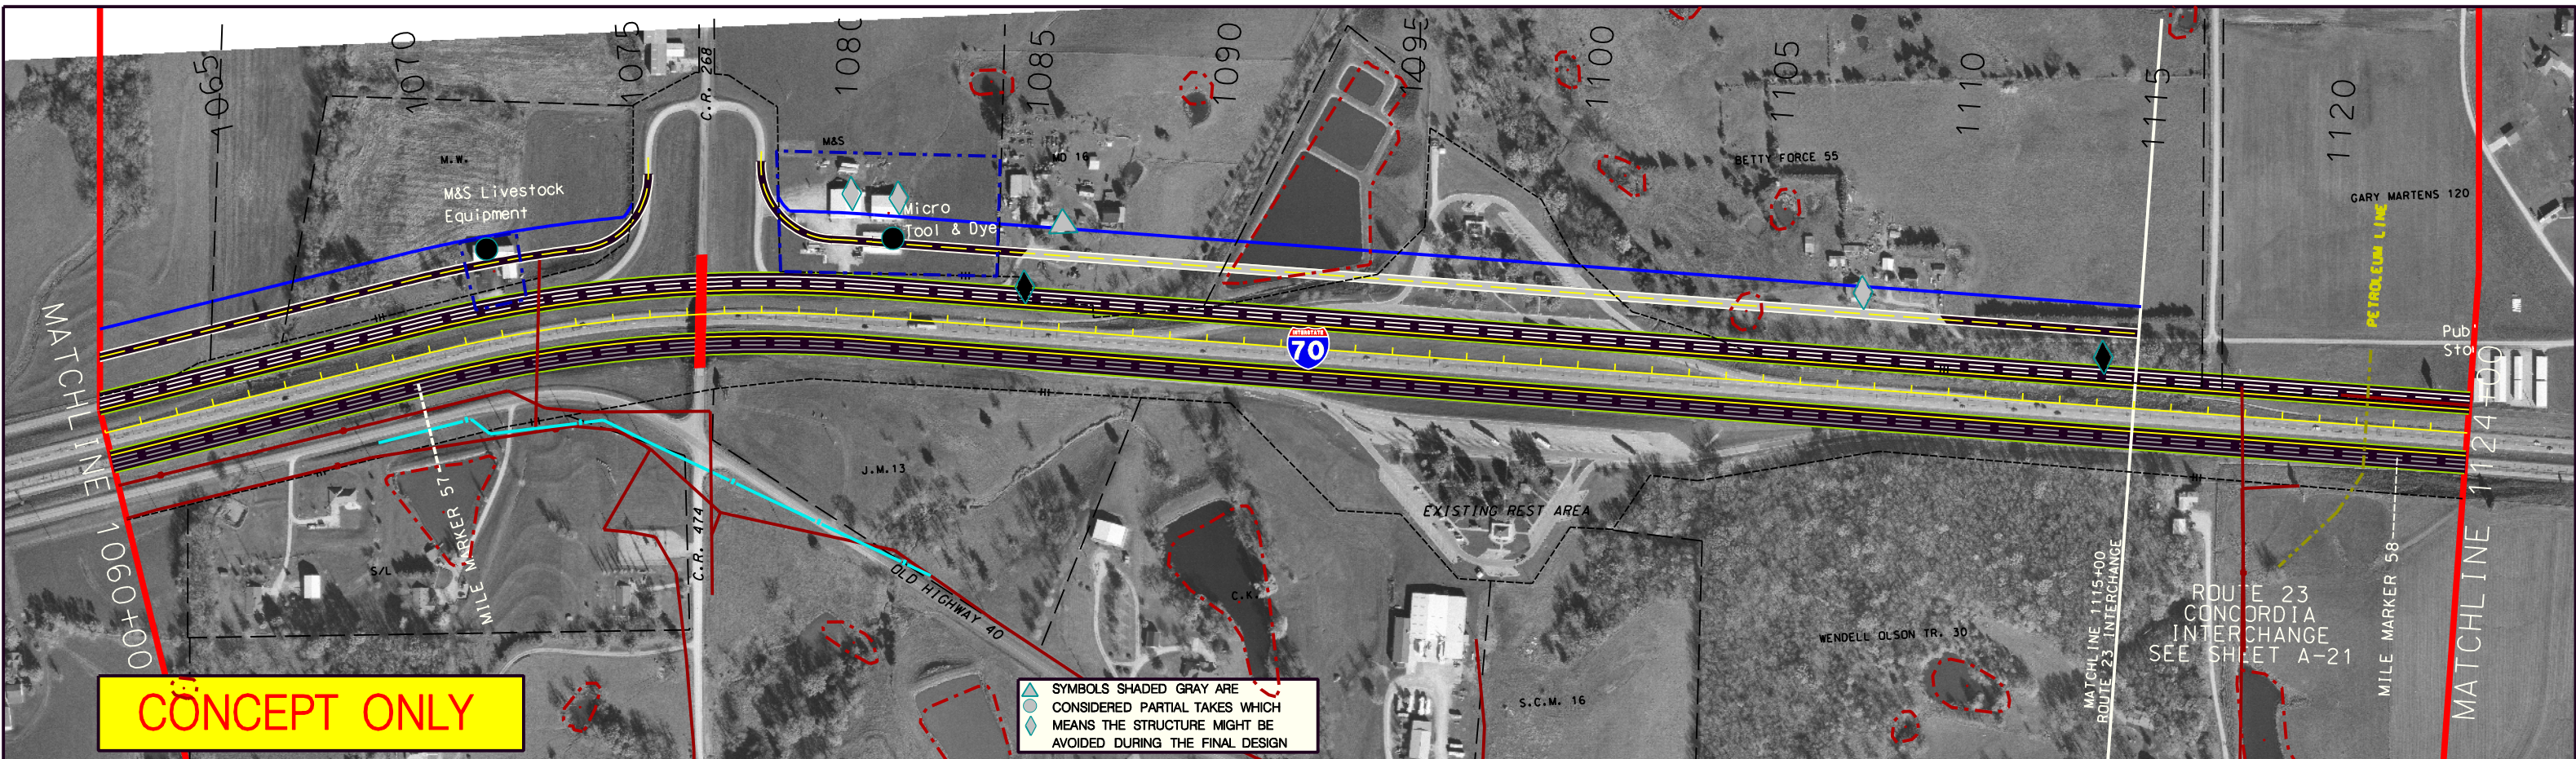 1065
1070
1075
C.R. 268
1080
1085
1090
1095
1100
1105
1110
1115
1120
M.W.
M&S Livestock
Equipment
M&S
Micro
Tool & Dye
MD 16
BETTY FORCE 55
GARY MARTENS 120
PETROLEUM LINE
Pub
Sto
INTERSTATE
70
MATCHLINE 1060+00
MILE MARKER 57
S/L
C.R. 474
J.M.13
OLD HIGHWAY 40
C.K.
EXISTING REST AREA
S.C.M. 16
WENDELL OLSON TR. 30
MATCHLINE 1115+00
ROUTE 23 INTERCHANGE
ROUTE 23
CONCORDIA
INTERCHANGE
SEE SHEET A-21
MILE MARKER 58
MATCHLINE 1124+00
CONCEPT ONLY
SYMBOLS SHADED GRAY ARE
CONSIDERED PARTIAL TAKES WHICH
MEANS THE STRUCTURE MIGHT BE
AVOIDED DURING THE FINAL DESIGN